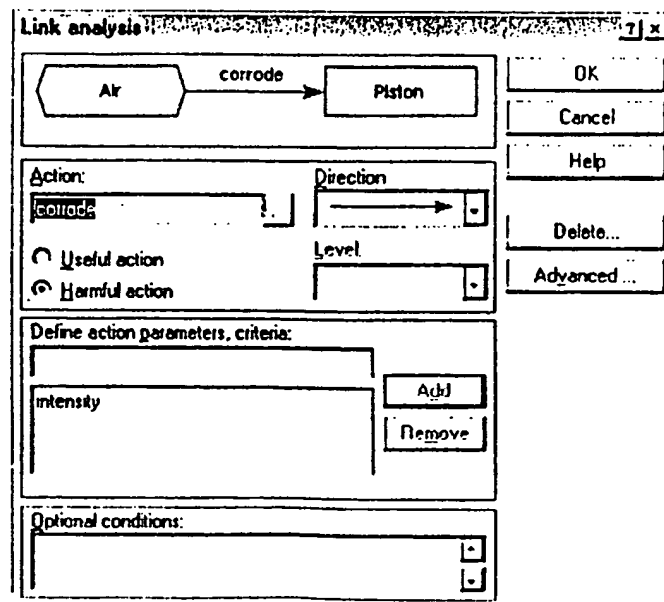 Link analysis ? x
Air corrode Piston
OK
Cancel
Help
Action: Direction
corrode
Useful action
Harmful action
Level
Delete...
Advanced ...
Define action parameters, criteria:
intensity
Add
Remove
Optional conditions: